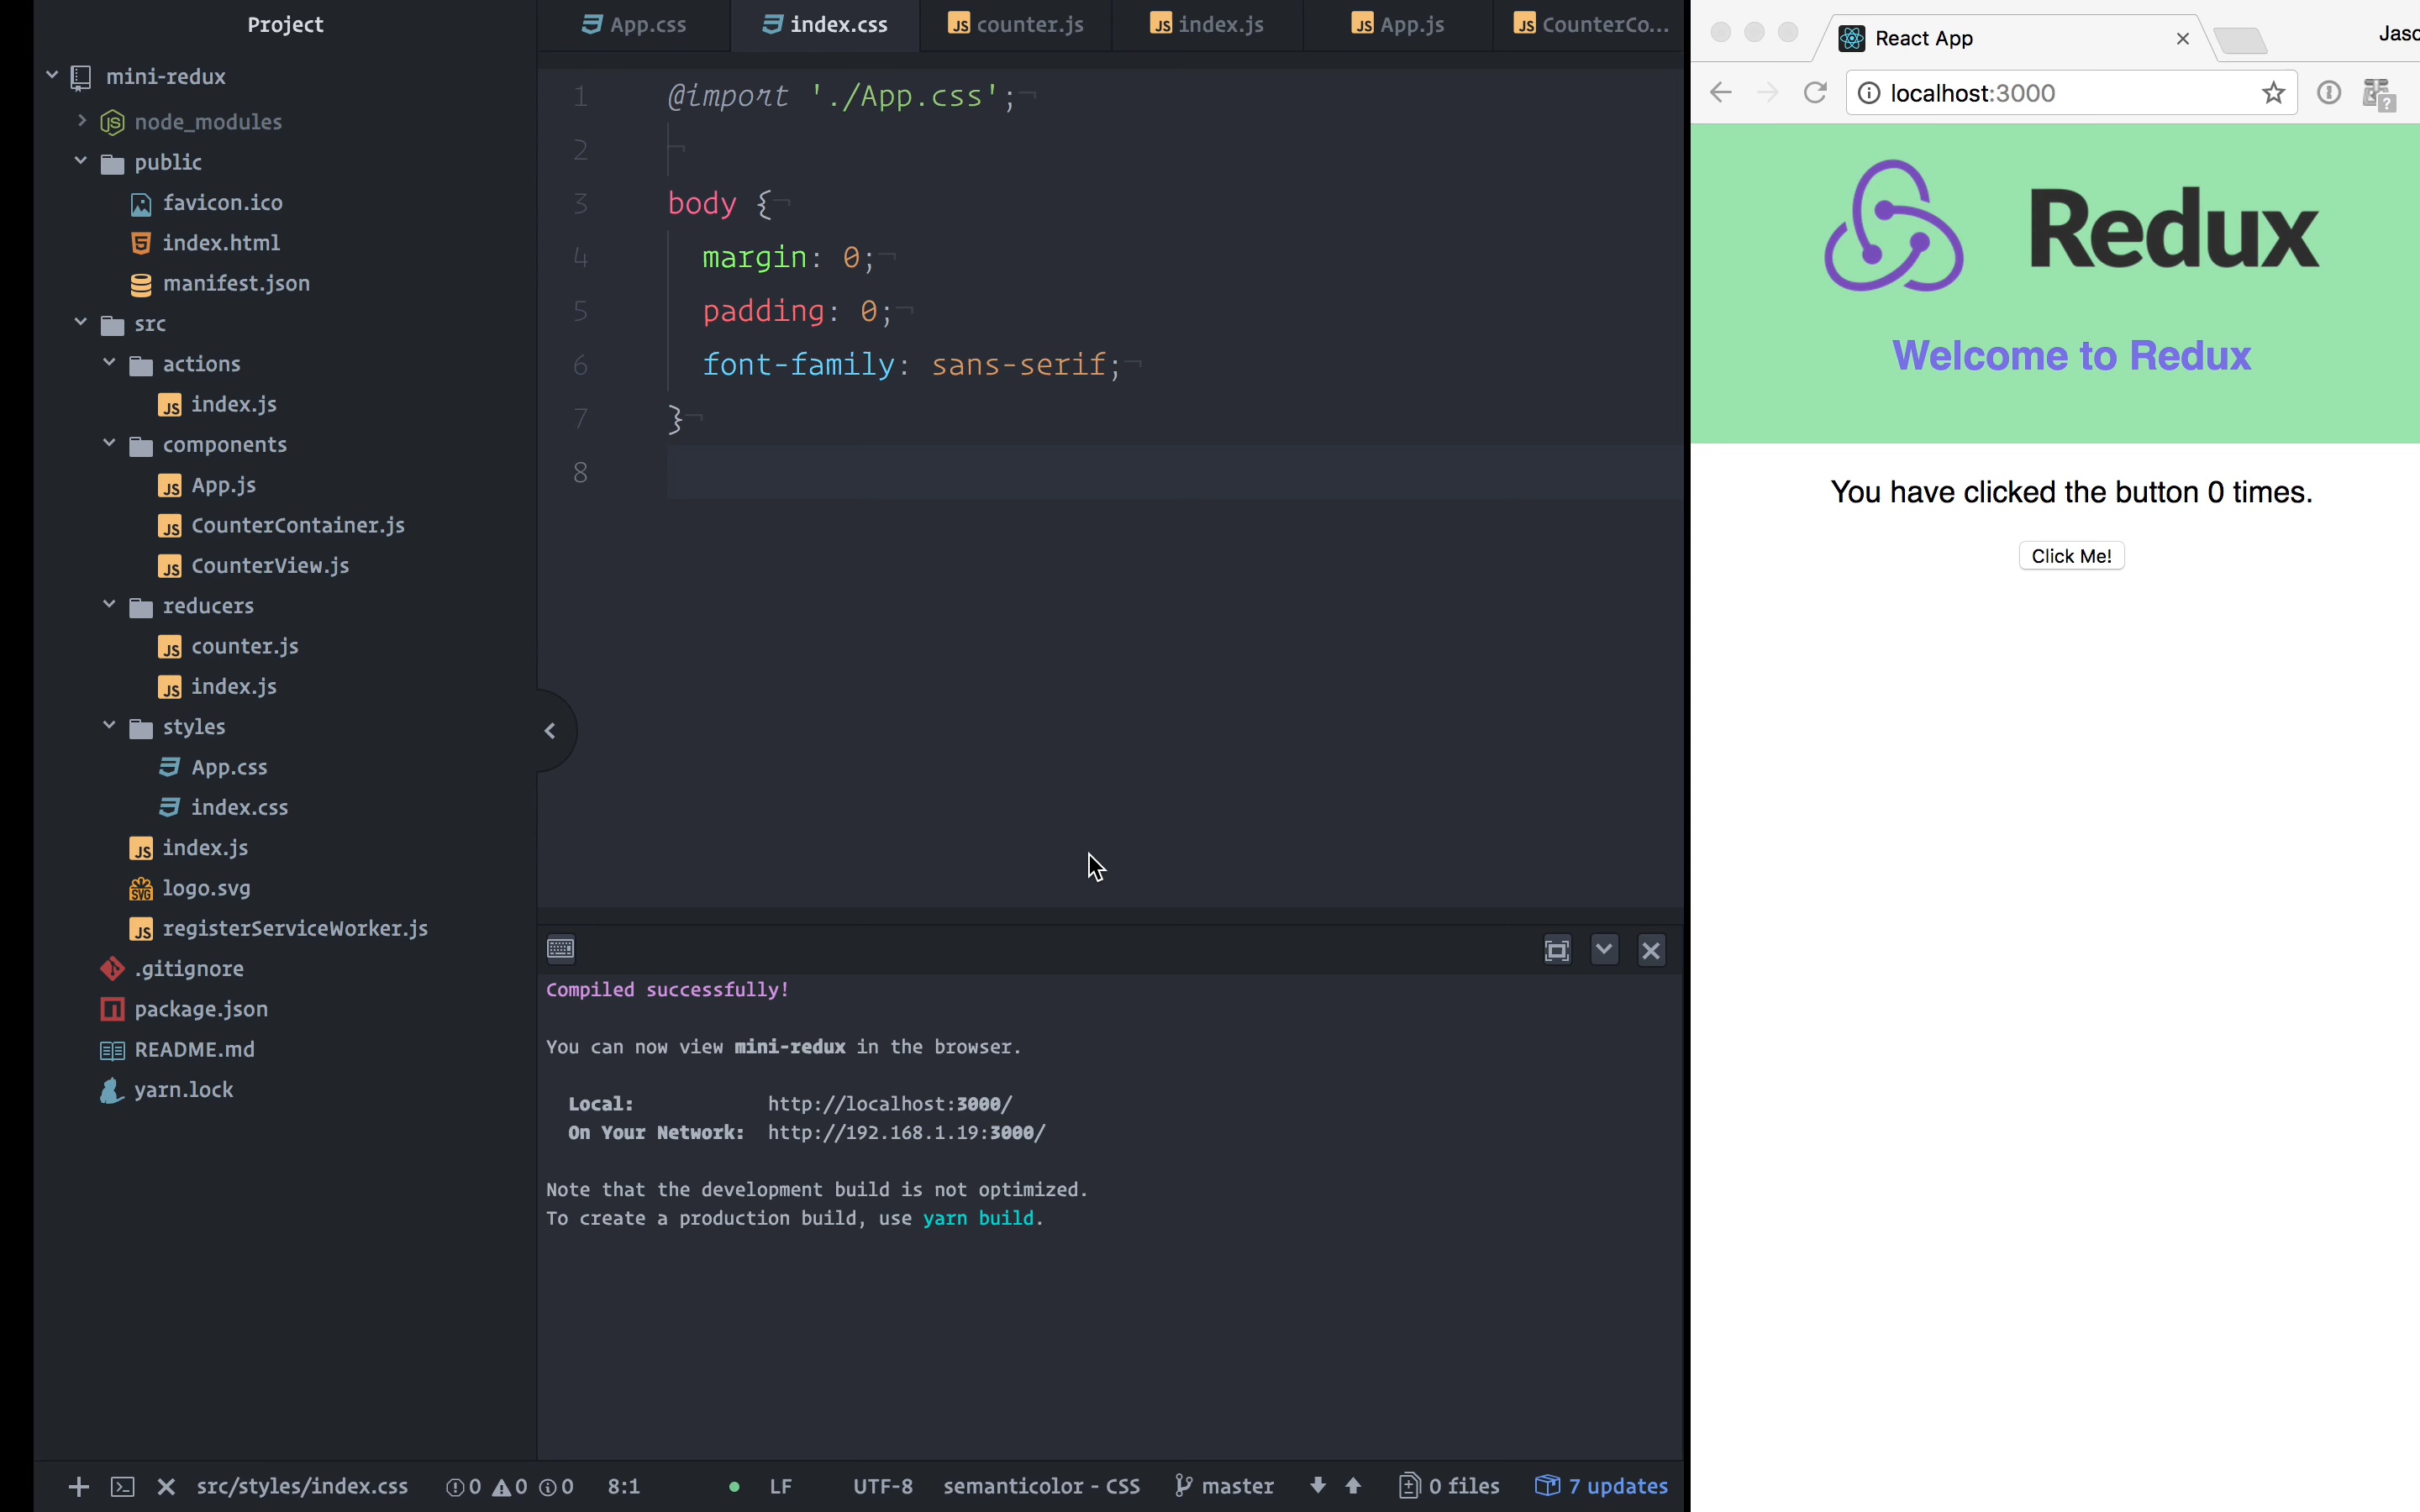 Project
mini-redux
node_modules
public
favicon.ico
index.html
manifest.json
src
actions
index.js
components
App.js
CounterContainer.js
CounterView.js
reducers
counter.js
index.js
styles
App.css
index.css
index.js
logo.svg
registerServiceWorker.js
.gitignore
package.json
README.md
yarn.lock
App.css index.css counter.js index.js App.js CounterCo...
1 @import './App.css';
2
3 body {
4 margin: 0;
5 padding: 0;
6 font-family: sans-serif;
7 }
8
Compiled successfully!
You can now view mini-redux in the browser.
Local: http://localhost:3000/
On Your Network: http://192.168.1.19:3000/
Note that the development build is not optimized.
To create a production build, use yarn build.
src/styles/index.css 0 0 0 8:1 LF UTF-8 semanticolor - CSS master 0 files 7 updates
React App
Jasc
localhost:3000
Redux
Welcome to Redux
You have clicked the button 0 times.
Click Me!